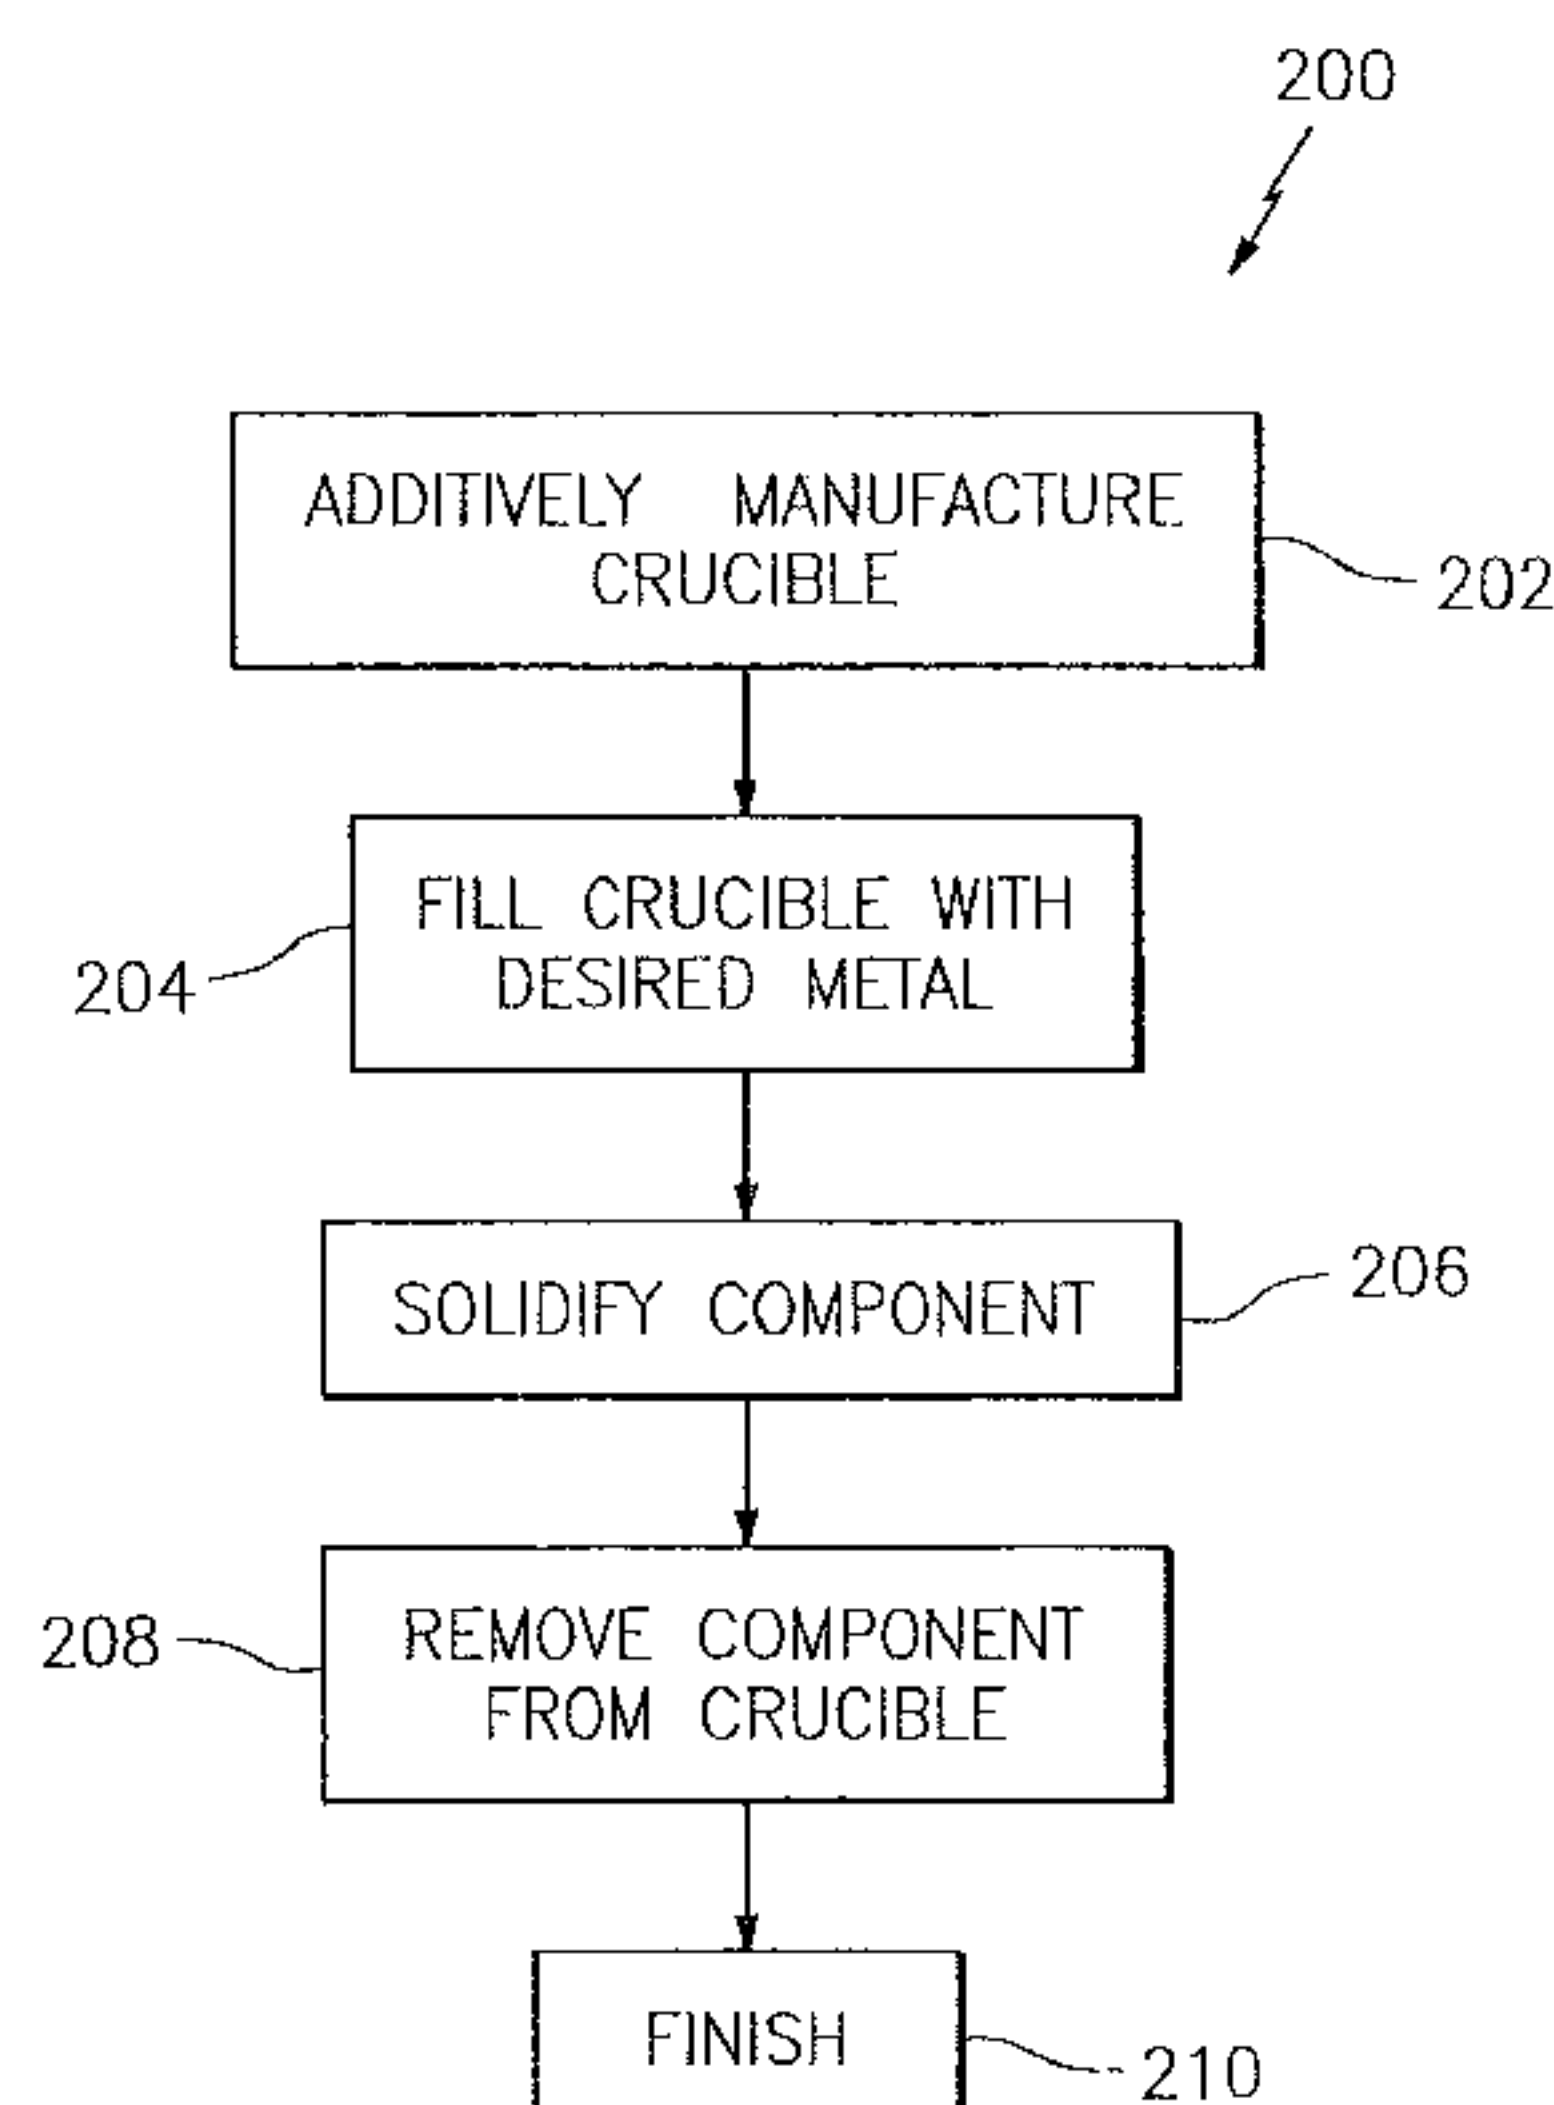 200
ADDITIVELY MANUFACTURE
CRUCIBLE
202
FILL CRUCIBLE WITH
DESIRED METAL
204
SOLIDIFY COMPONENT
206
REMOVE COMPONENT
FROM CRUCIBLE
208
FINISH
210